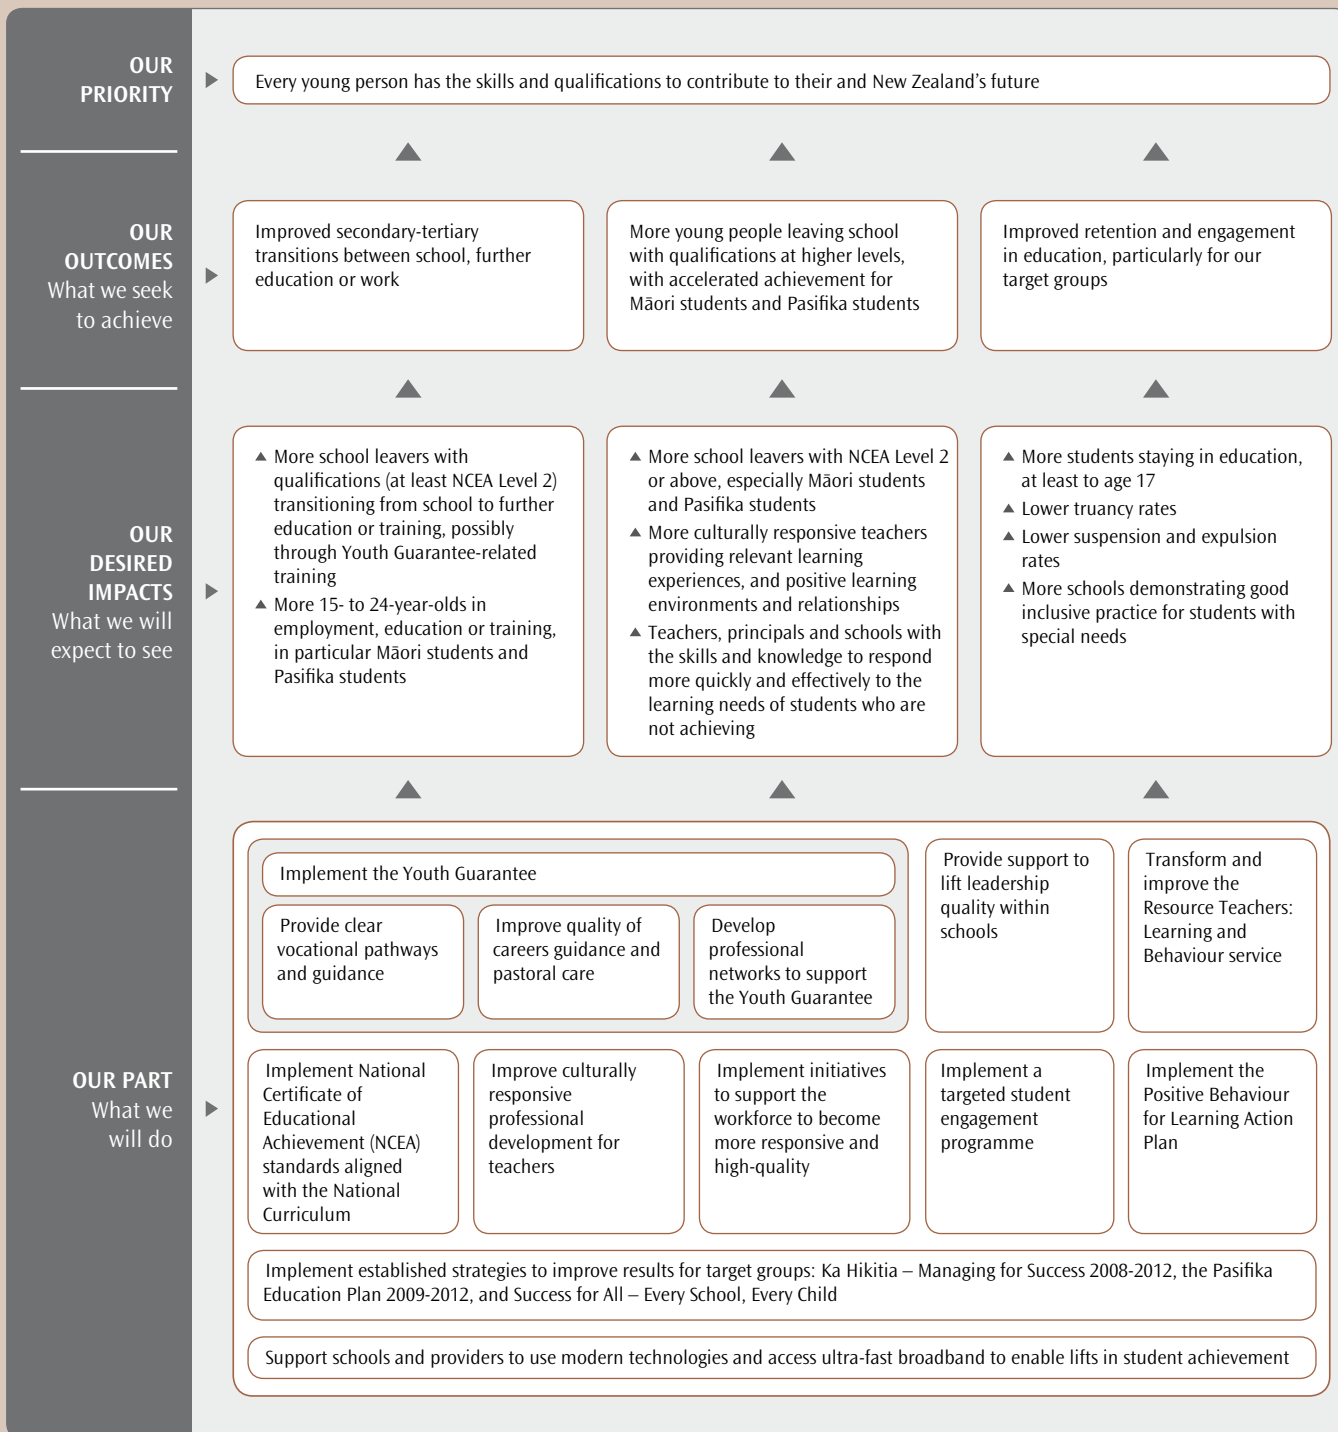 OUR
PRIORITY
Every young person has the skills and qualifications to contribute to their and New Zealand's future
OUR
OUTCOMES
What we seek
to achieve
Improved secondary-tertiary
transitions between school, further
education or work
More young people leaving school
with qualifications at higher levels,
with accelerated achievement for
Māori students and Pasifika students
Improved retention and engagement
in education, particularly for our
target groups
OUR
DESIRED
IMPACTS
What we will
expect to see
More school leavers with
qualifications (at least NCEA Level 2)
transitioning from school to further
education or training, possibly
through Youth Guarantee-related
training
More 15- to 24-year-olds in
employment, education or training,
in particular Māori students and
Pasifika students
More school leavers with NCEA Level 2
or above, especially Māori students
and Pasifika students
More culturally responsive teachers
providing relevant learning
experiences, and positive learning
environments and relationships
Teachers, principals and schools with
the skills and knowledge to respond
more quickly and effectively to the
learning needs of students who are
not achieving
More students staying in education,
at least to age 17
Lower truancy rates
Lower suspension and expulsion
rates
More schools demonstrating good
inclusive practice for students with
special needs
OUR PART
What we
will do
Implement the Youth Guarantee
Provide clear
vocational pathways
and guidance
Improve quality of
careers guidance and
pastoral care
Develop
professional
networks to support
the Youth Guarantee
Provide support to
lift leadership
quality within
schools
Transform and
improve the
Resource Teachers:
Learning and
Behaviour service
Implement National
Certificate of
Educational
Achievement (NCEA)
standards aligned
with the National
Curriculum
Improve culturally
responsive
professional
development for
teachers
Implement initiatives
to support the
workforce to become
more responsive and
high-quality
Implement a
targeted student
engagement
programme
Implement the
Positive Behaviour
for Learning Action
Plan
Implement established strategies to improve results for target groups: Ka Hikitia – Managing for Success 2008-2012, the Pasifika
Education Plan 2009-2012, and Success for All – Every School, Every Child
Support schools and providers to use modern technologies and access ultra-fast broadband to enable lifts in student achievement